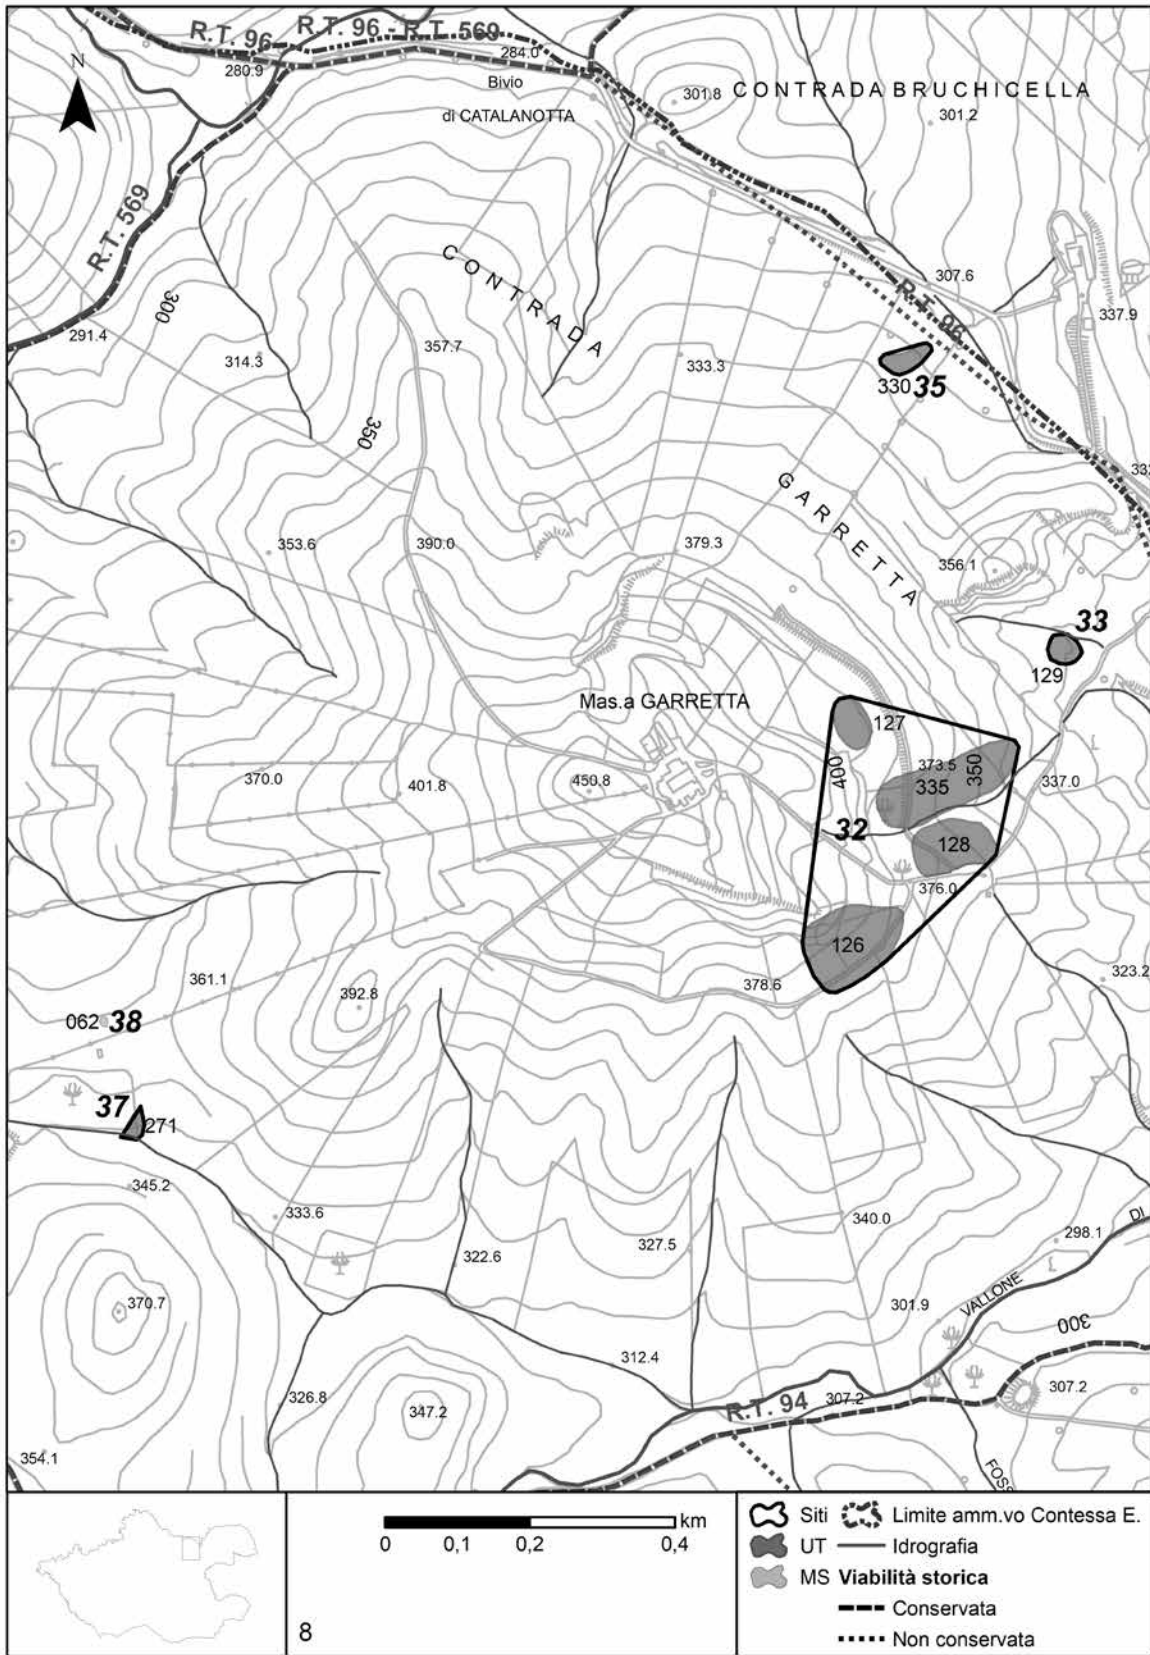 R.T. 96
R.T. 96 - R.T. 569
284.0
280.9
N
Bivio
di CATALANOTTA
301.8
CONTRADA BRUCHICELLA
301.2
R.T. 569
CONTRADA
307.6
300
R.T. 96
337.9
291.4
314.3
357.7
333.3
330 35
350
333
GARRETTA
353.6
390.0
379.3
356.1
33
129
Mas.a GARRETTA
127
373.5
350
400
335
370.0
401.8
450.8
337.0
32
128
376.0
126
361.1
392.8
378.6
323.2
062 38
37
271
345.2
333.6
340.0
298.1
DI
322.6
327.5
370.7
301.9
VALLONE
300
312.4
326.8
347.2
R.T. 94
307.2
307.2
354.1
FOSS
0
0,1
0,2
0,4
km
8
Siti
Limite amm.vo Contessa E.
UT
Idrografia
MS
Viabilità storica
Conservata
Non conservata